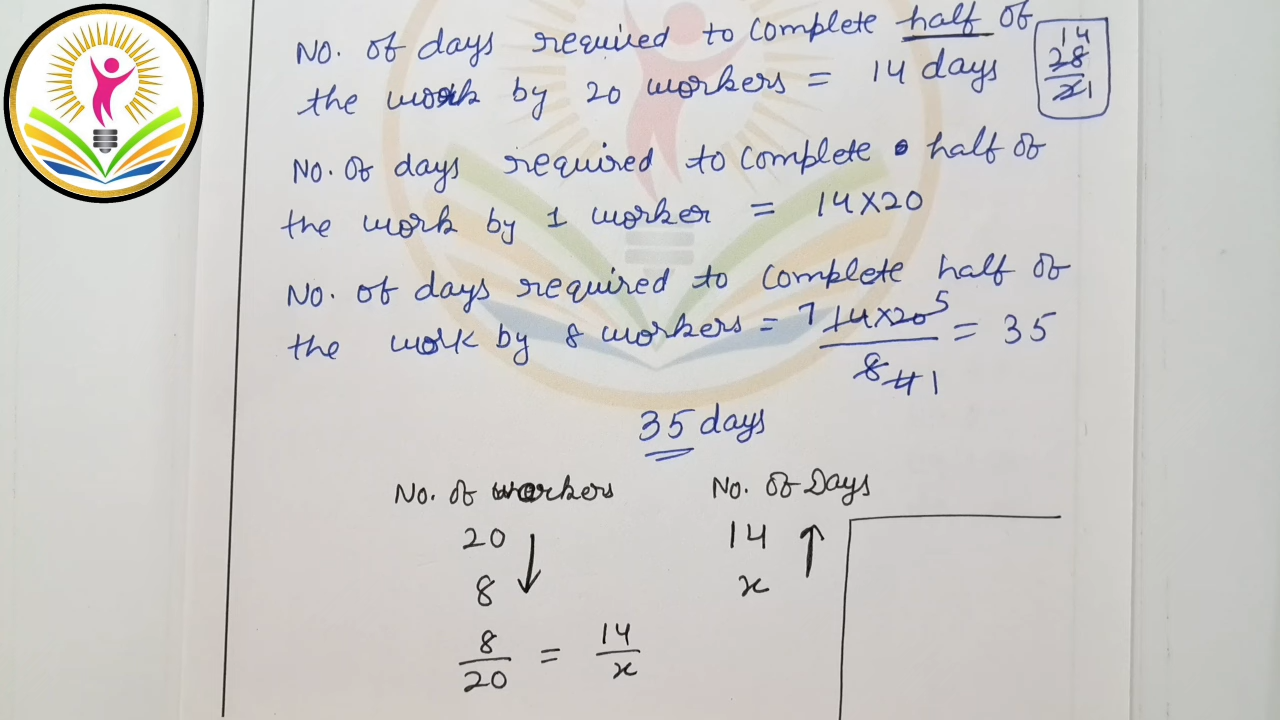 No. of days required to complete half of
the work by 20 workers = 14 days
14
28
2 1
No. of days required to complete half of
the work by 1 worker = 14×20
No. of days required to complete half of
the work by 8 workers = 7 14×20 5 = 35
8 4 1
35 days
No. of workers No. of Days
20 ↓ 14 ↑
8 x
8/20 = 14/x